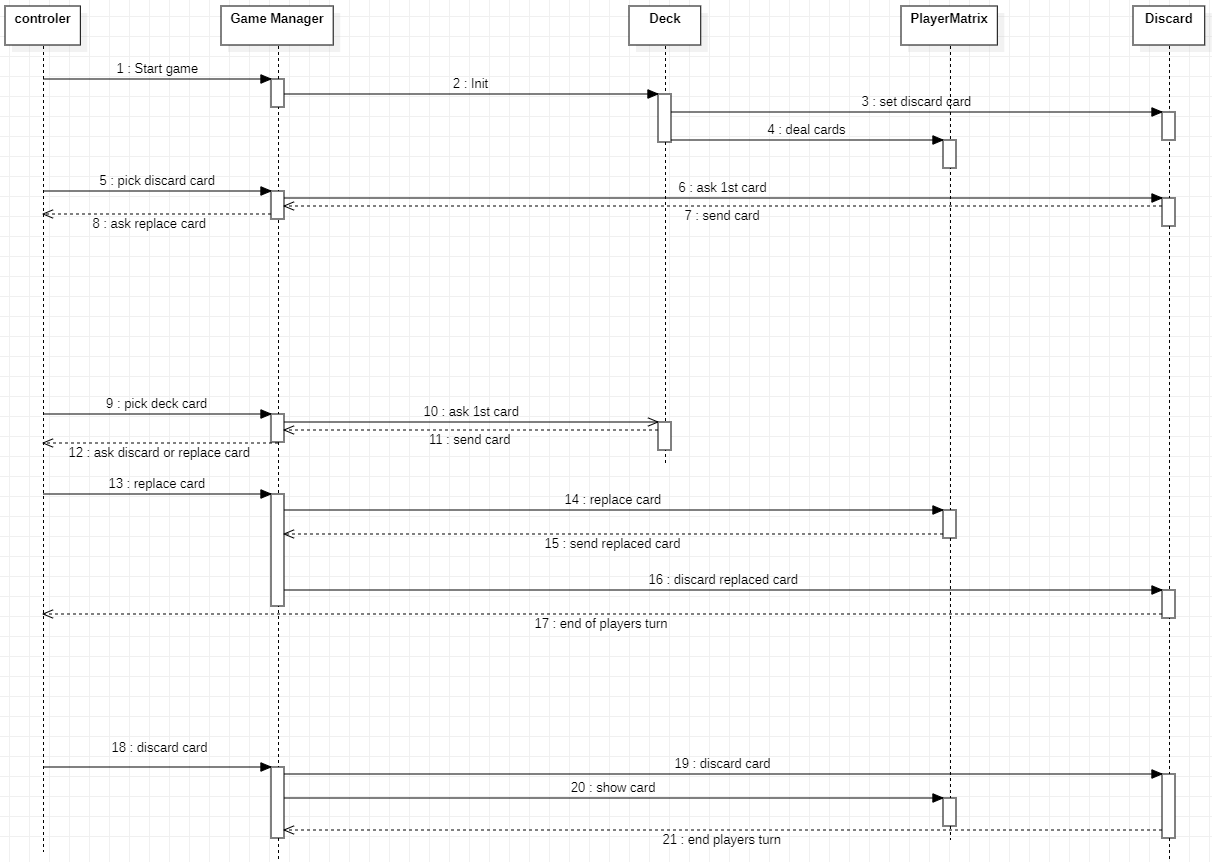 controler
Game Manager
Deck
PlayerMatrix
Discard
1 : Start game
2 : Init
3 : set discard card
4 : deal cards
5 : pick discard card
6 : ask 1st card
7 : send card
8 : ask replace card
9 : pick deck card
10 : ask 1st card
11 : send card
12 : ask discard or replace card
13 : replace card
14 : replace card
15 : send replaced card
16 : discard replaced card
17 : end of players turn
18 : discard card
19 : discard card
20 : show card
21 : end players turn